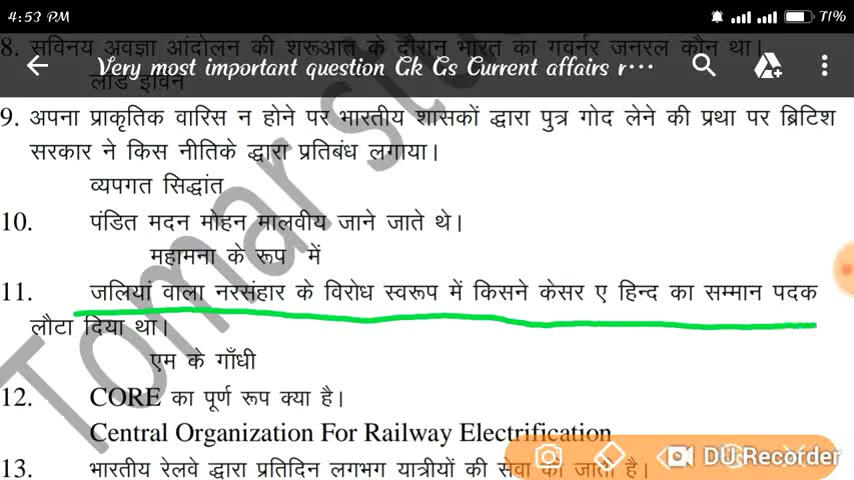 4:53 PM 71%
8. सविनय अवज्ञा आंदोलन की शरूआत के दौरान भारत का गवर्नर जनरल कौन था।
Very most important question Gk Gs Current affairs r...
लार्ड इर्विन
9. अपना प्राकृतिक वारिस न होने पर भारतीय शासकों द्धारा पुत्र गोद लेने की प्रथा पर ब्रिटिश
सरकार ने किस नीतिके द्धारा प्रतिबंध लगाया।
व्यपगत सिद्धांत
10. पंडित मदन मोहन मालवीय जाने जाते थे।
महामना के रूप में
11. जलियां वाला नरसंहार के विरोध स्वरूप में किसने केसर ए हिन्द का सम्मान पदक
लौटा दिया था।
एम के गाँधी
12. CORE का पूर्ण रूप क्या है।
Central Organization For Railway Electrification
13. भारतीय रेलवे द्धारा प्रतिदिन लगभग यात्रीयों की सेवा की जाती है।
DU Recorder
Tomar